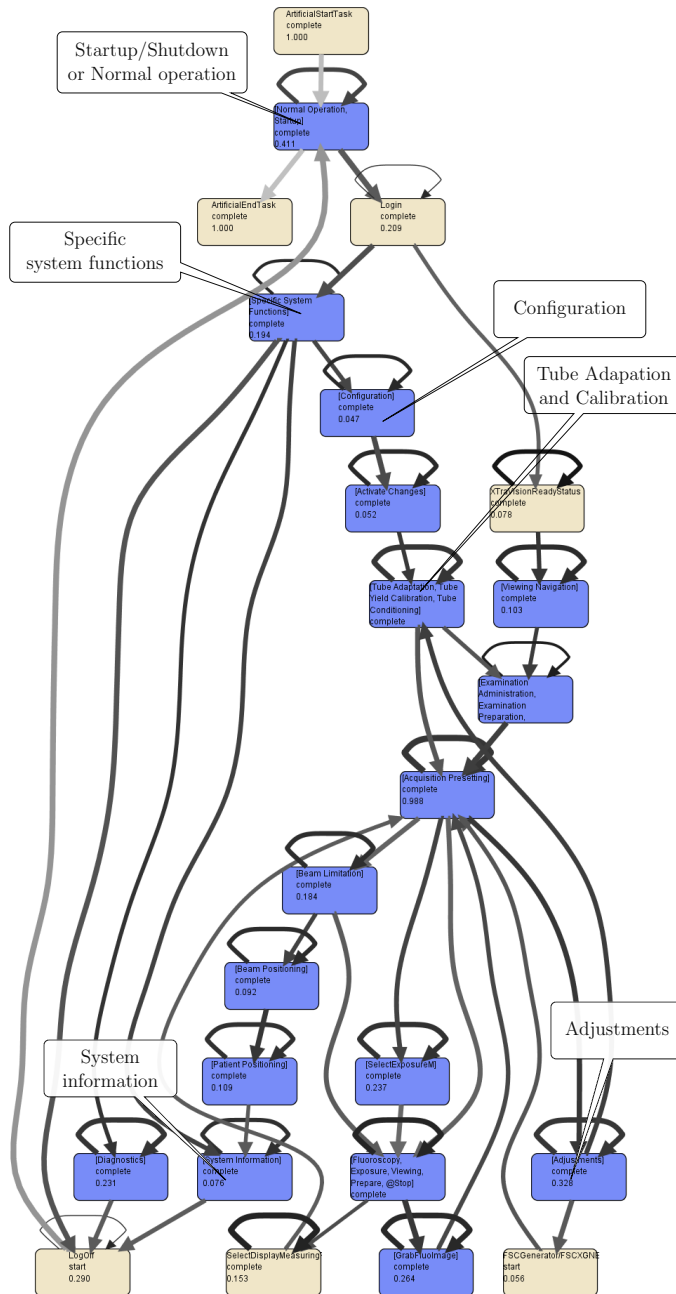 ArtificialStartTask
complete
1.000
Startup/Shutdown
or Normal operation
[Normal Operation,
Startup]
complete
0.411
ArtificialEndTask
complete
1.000
Login
complete
0.209
Specific
system functions
[Specific System
Functions]
complete
0.194
Configuration
[Configuration]
complete
0.047
Tube Adapation
and Calibration
[Activate Changes]
complete
0.052
XTraVisionReadyStatus
complete
0.078
[Tube Adaptation, Tube
Yield Calibration, Tube
Conditioning]
complete
[Viewing Navigation]
complete
0.103
[Examination
Administration,
Examination
Preparation,
[Acquisition Presetting]
complete
0.988
[Beam Limitation]
complete
0.184
[Beam Positioning]
complete
0.092
System
information
[Patient Positioning]
complete
0.109
[SelectExposureM]
complete
0.237
Adjustments
[Diagnostics]
complete
0.231
[System Information]
complete
0.076
[Fluoroscopy,
Exposure, Viewing,
Prepare, @Stop]
complete
[Adjustments]
complete
0.328
LogOff
start
0.290
SelectDisplayMeasuring
complete
0.153
[GrabFluoImage]
complete
0.264
FSCGenerator/FSCXGNE
start
0.056